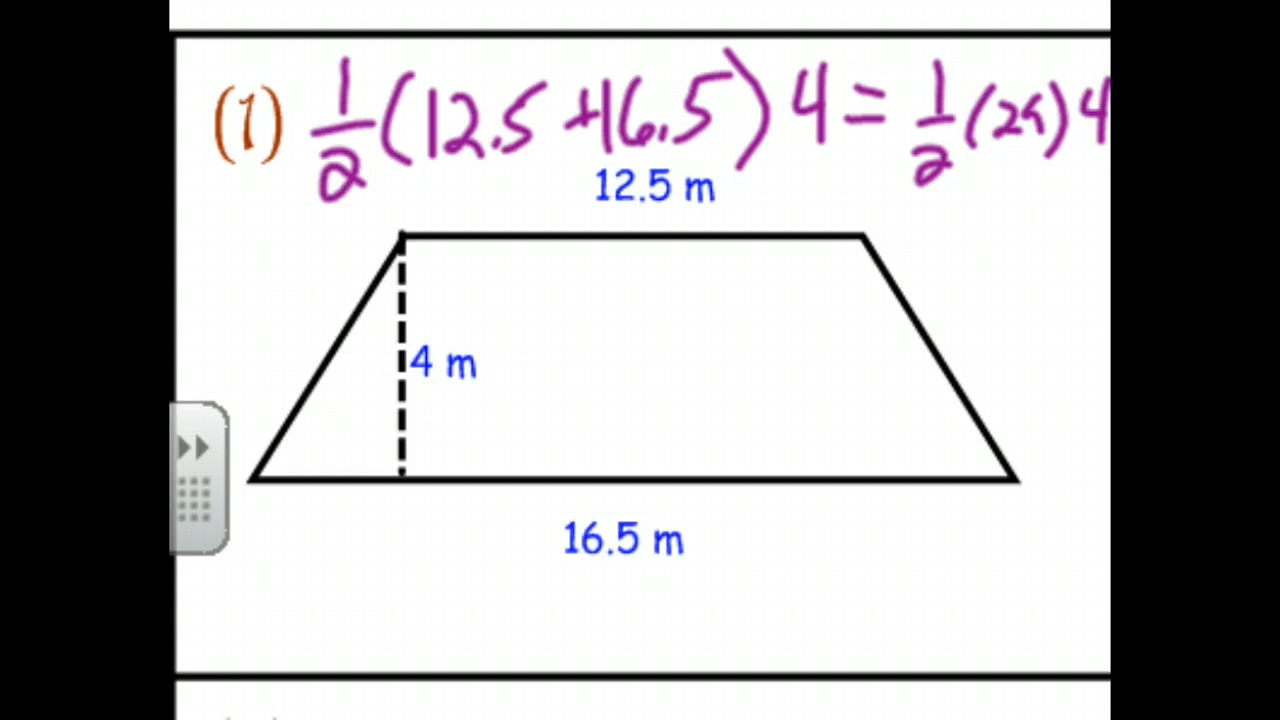 (1) 1/2 (12.5 + 16.5) 4 = 1/2 (29) 4
12.5 m
4 m
16.5 m